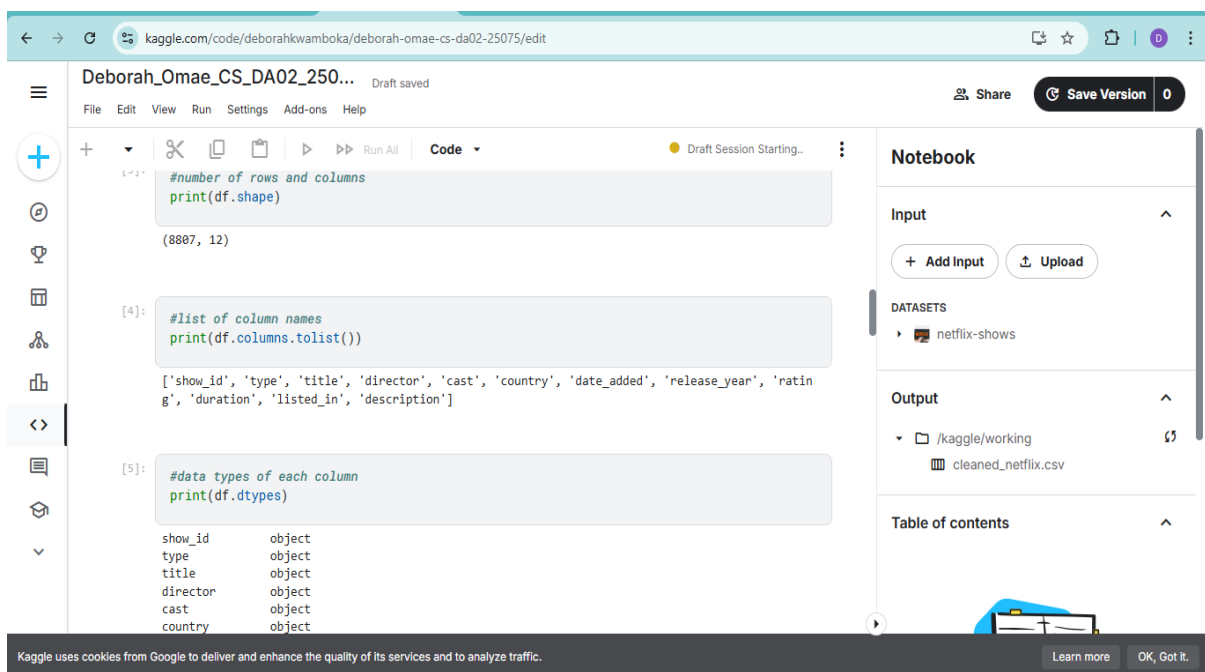 kaggle.com/code/deborahkwamboka/deborah-omae-cs-da02-25075/edit
D
Deborah_Omae_CS_DA02_250...
Draft saved
File Edit View Run Settings Add-ons Help
Share
Save Version
0
Run All
Code
Draft Session Starting..
#number of rows and columns
print(df.shape)
(8807, 12)
[4]:
#list of column names
print(df.columns.tolist())
['show_id', 'type', 'title', 'director', 'cast', 'country', 'date_added', 'release_year', 'ratin
g', 'duration', 'listed_in', 'description']
[5]:
#data types of each column
print(df.dtypes)
show_id object
type object
title object
director object
cast object
country object
Notebook
Input
+ Add Input
Upload
DATASETS
netflix-shows
Output
/kaggle/working
cleaned_netflix.csv
Table of contents
Kaggle uses cookies from Google to deliver and enhance the quality of its services and to analyze traffic.
Learn more
OK, Got it.